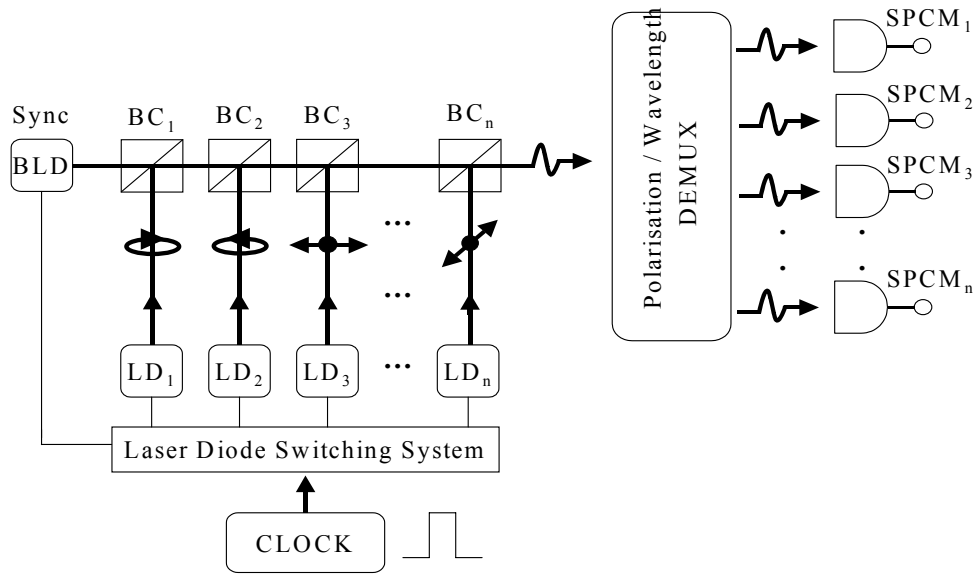 SPCM₁
Sync BC₁ BC₂ BC₃ BCₙ
BLD
Polarisation / Wavelength
DEMUX
SPCM₂
SPCM₃
...
...
SPCMₙ
LD₁ LD₂ LD₃ ... LDₙ
Laser Diode Switching System
CLOCK